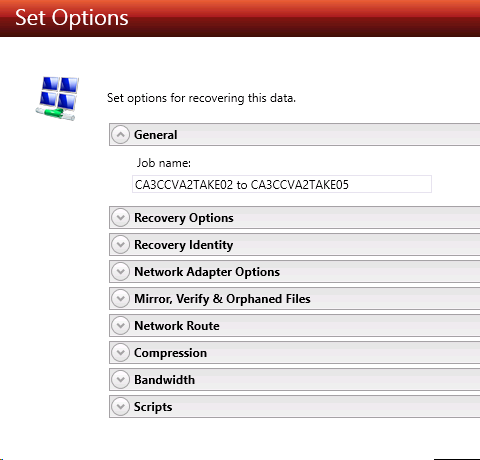 Set Options
Set options for recovering this data.
General
Job name:
CA3CCVA2TAKE02 to CA3CCVA2TAKE05
Recovery Options
Recovery Identity
Network Adapter Options
Mirror, Verify & Orphaned Files
Network Route
Compression
Bandwidth
Scripts